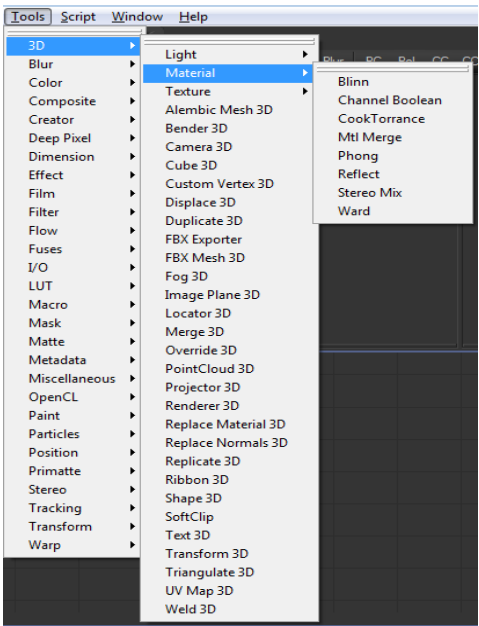 Tools Script Window Help
3D
Blur
Color
Composite
Creator
Deep Pixel
Dimension
Effect
Film
Filter
Flow
Fuses
I/O
LUT
Macro
Mask
Matte
Metadata
Miscellaneous
OpenCL
Paint
Particles
Position
Primatte
Stereo
Tracking
Transform
Warp
Light
Material
Texture
Alembic Mesh 3D
Bender 3D
Camera 3D
Cube 3D
Custom Vertex 3D
Displace 3D
Duplicate 3D
FBX Exporter
FBX Mesh 3D
Fog 3D
Image Plane 3D
Locator 3D
Merge 3D
Override 3D
PointCloud 3D
Projector 3D
Renderer 3D
Replace Material 3D
Replace Normals 3D
Replicate 3D
Ribbon 3D
Shape 3D
SoftClip
Text 3D
Transform 3D
Triangulate 3D
UV Map 3D
Weld 3D
Blinn
Channel Boolean
CookTorrance
Mtl Merge
Phong
Reflect
Stereo Mix
Ward